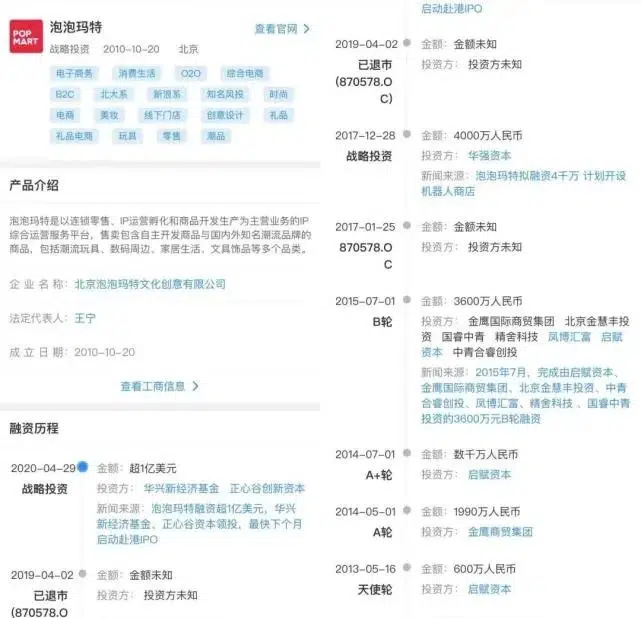 POP
MART
泡泡玛特
查看官网 >
战略投资 2010-10-20 北京
电子商务 消费生活 O2O 综合电商
B2C 北大系 新浪系 知名风投 时尚
电商 美妆 线下门店 创意设计 礼品
礼品电商 玩具 零售 潮品
产品介绍
泡泡玛特是以连锁零售、IP运营孵化和商品开发生产为主营业务的IP
综合运营服务平台，售卖包含自主开发商品与国内外知名潮流品牌的
商品，包括潮流玩具、数码周边、家居生活、文具饰品等多个品类。
企业名称：北京泡泡玛特文化创意有限公司
法定代表人：王宁
成立日期：2010-10-20
查看工商信息 >
融资历程
2020-04-29 金额：超1亿美元
战略投资 投资方：华兴新经济基金 正心谷创新资本
新闻来源：泡泡玛特融资超1亿美元，华兴
新经济基金、正心谷资本领投，最快下个月
启动赴港IPO
2019-04-02 金额：金额未知
已退市 投资方：投资方未知
(870578.O
启动赴港IPO
2019-04-02 金额：金额未知
已退市 投资方：投资方未知
(870578.O
C)
2017-12-28 金额：4000万人民币
战略投资 投资方：华强资本
新闻来源：泡泡玛特拟融资4千万 计划开设
机器人商店
2017-01-25 金额：金额未知
870578.O 投资方：投资方未知
C
2015-07-01 金额：3600万人民币
B轮 投资方：金鹰国际商贸集团 北京金慧丰投
资 国睿中青 精舍科技 凤博汇富 启赋
资本 中青合睿创投
新闻来源：2015年7月，完成由启赋资本、
金鹰国际商贸集团、北京金慧丰投资、中青
合睿创投、凤博汇富、精舍科技 、国睿中青
投资的3600万元B轮融资
2014-07-01 金额：数千万人民币
A+轮 投资方：启赋资本
2014-05-01 金额：1990万人民币
A轮 投资方：金鹰商贸集团
2013-05-16 金额：600万人民币
天使轮 投资方：启赋资本